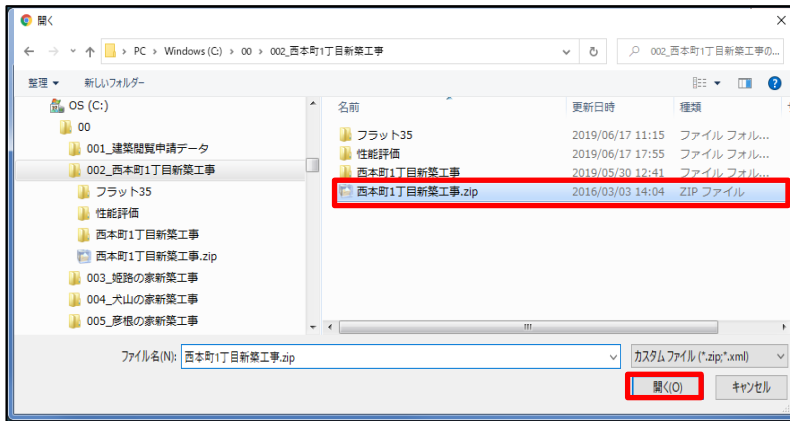 開く
PC › Windows (C:) › 00 › 002_西本町1丁目新築工事
002_西本町1丁目新築工事の...
整理 新しいフォルダー
OS (C:)
00
001_建築閲覧申請データ
002_西本町1丁目新築工事
フラット35
性能評価
西本町1丁目新築工事
西本町1丁目新築工事.zip
003_姫路の家新築工事
004_犬山の家新築工事
005_彦根の家新築工事
名前 更新日時 種類
フラット35 2019/06/17 11:15 ファイル フォル...
性能評価 2019/06/17 17:55 ファイル フォル...
西本町1丁目新築工事 2019/05/30 12:41 ファイル フォル...
西本町1丁目新築工事.zip 2016/03/03 14:04 ZIP ファイル
ファイル名(N): 西本町1丁目新築工事.zip カスタム ファイル (*.zip;*.xml)
開く(O) キャンセル